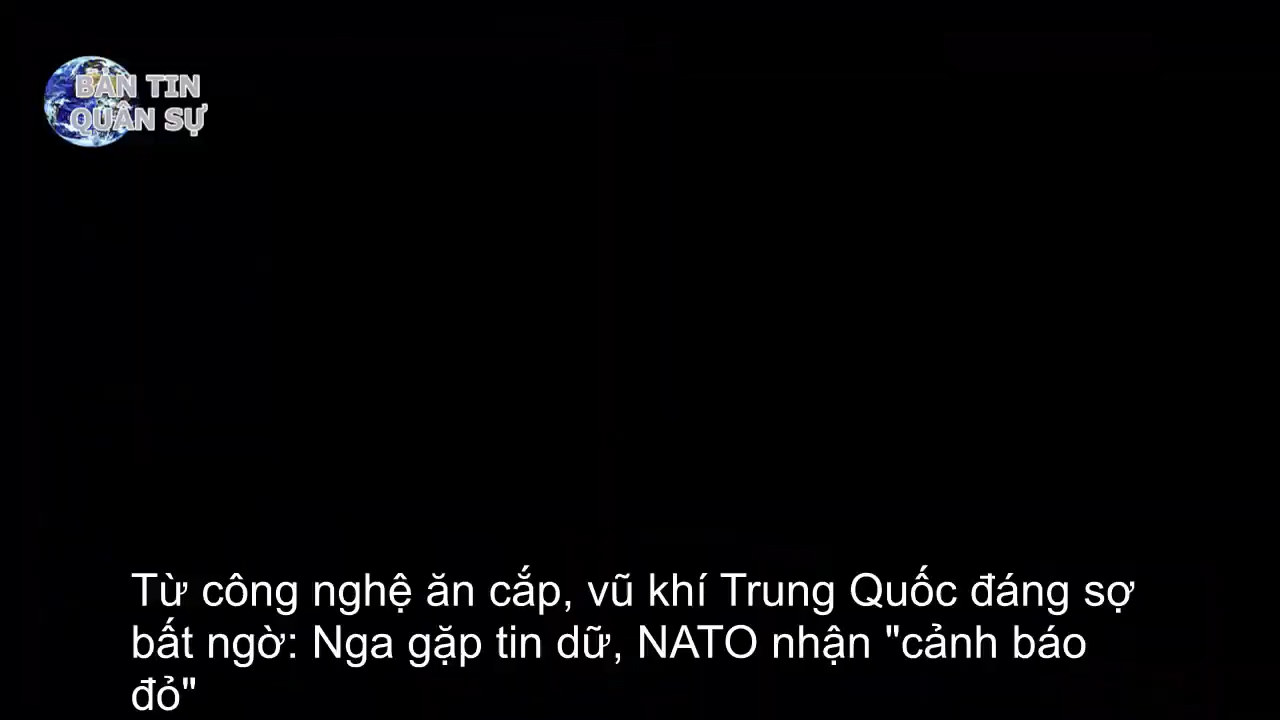 BẢN TIN
QUÂN SỰ
Từ công nghệ ăn cắp, vũ khí Trung Quốc đáng sợ
bất ngờ: Nga gặp tin dữ, NATO nhận "cảnh báo
đỏ"